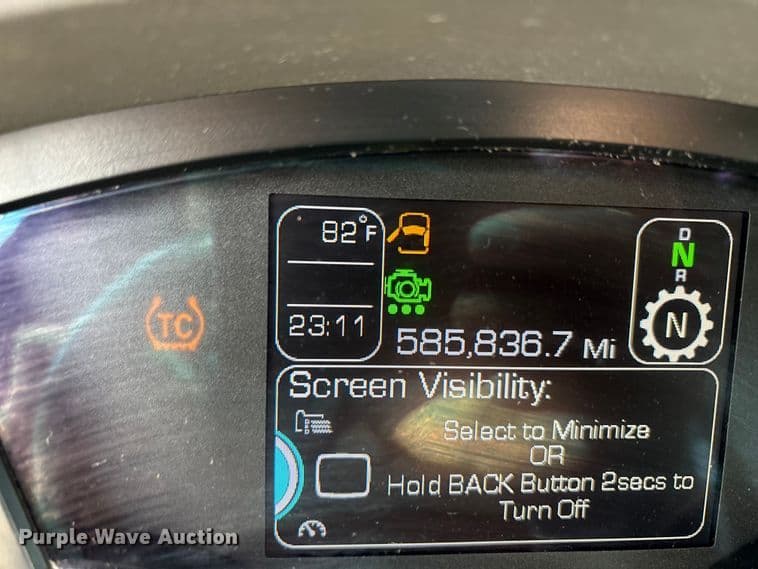 82°F
D
N
R
TC
23:11
N
585,836.7 Mi
Screen Visibility:
Select to Minimize
OR
Hold BACK Button 2secs to
Turn Off
Purple Wave Auction